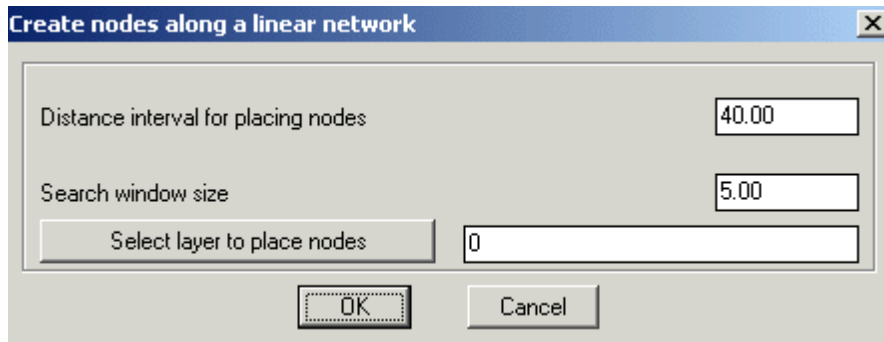 Create nodes along a linear network
Distance interval for placing nodes 40.00
Search window size 5.00
Select layer to place nodes 0
OK Cancel